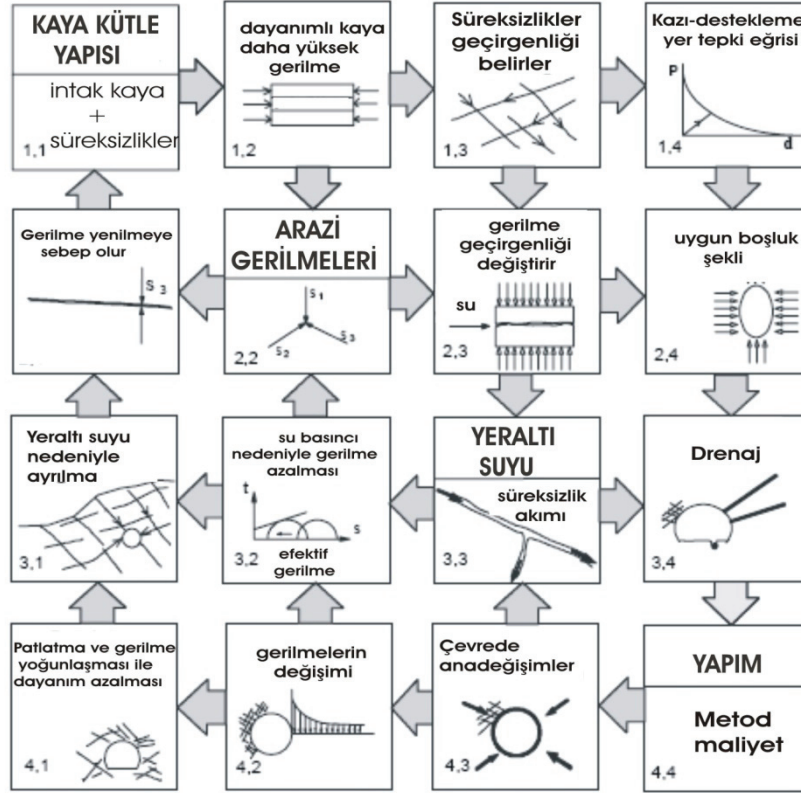 KAYA KÜTLE
YAPISI
intak kaya
+
süreksizlikler
1,1
dayanımlı kaya
daha yüksek
gerilme
1,2
Süreksizlikler
geçirgenliği
belirler
1,3
Kazı-destekleme
yer tepki eğrisi
p
d
1,4
Gerilme yenilmeye
sebep olur
S 3
ARAZİ
GERİLMELERİ
S1
S2
S3
2,2
gerilme
geçirgenliği
değiştirir
su
2,3
uygun boşluk
şekli
2,4
Yeraltı suyu
nedeniyle
ayrılma
3,1
su basıncı
nedeniyle gerilme
azalması
t
s
efektif
gerilme
3,2
YERALTI
SUYU
süreksizlik
akımı
3,3
Drenaj
3,4
Patlatma ve gerilme
yoğunlaşması ile
dayanım azalması
4,1
gerilmelerin
değişimi
4,2
Çevrede
anadeğişimler
4,3
YAPIM
Metod
maliyet
4,4